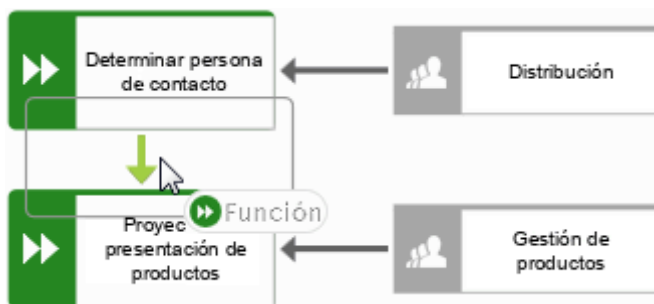 Determinar persona
de contacto
Distribución
Función
Proyec
presentación de
productos
Gestión de
productos